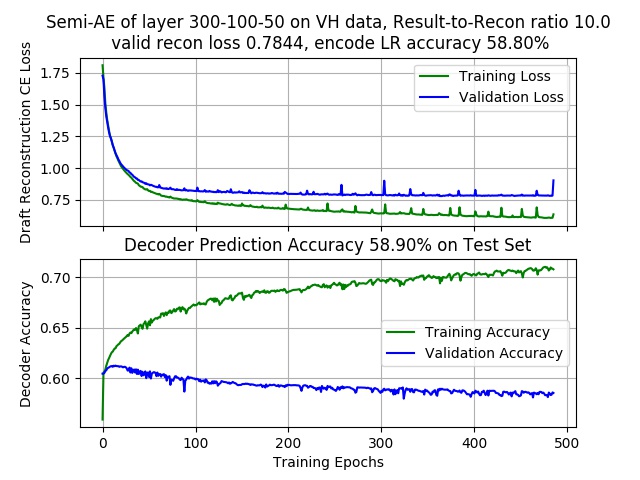 Semi-AE of layer 300-100-50 on VH data, Result-to-Recon ratio 10.0
valid recon loss 0.7844, encode LR accuracy 58.80%
Draft Reconstruction CE Loss
1.75
1.50
1.25
1.00
0.75
Training Loss
Validation Loss
Decoder Prediction Accuracy 58.90% on Test Set
Decoder Accuracy
0.70
0.65
0.60
Training Accuracy
Validation Accuracy
0 100 200 300 400 500
Training Epochs